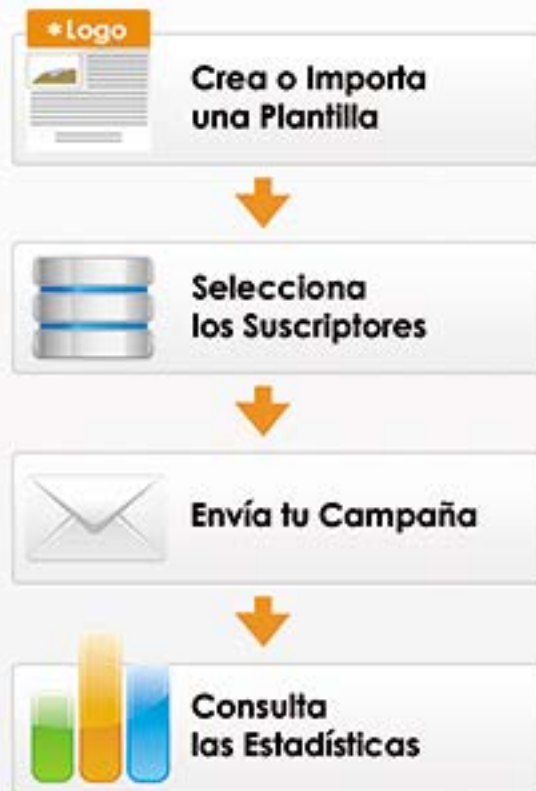 *Logo
Crea o Importa
una Plantilla
Selecciona
los Suscriptores
Envía tu Campaña
Consulta
las Estadísticas